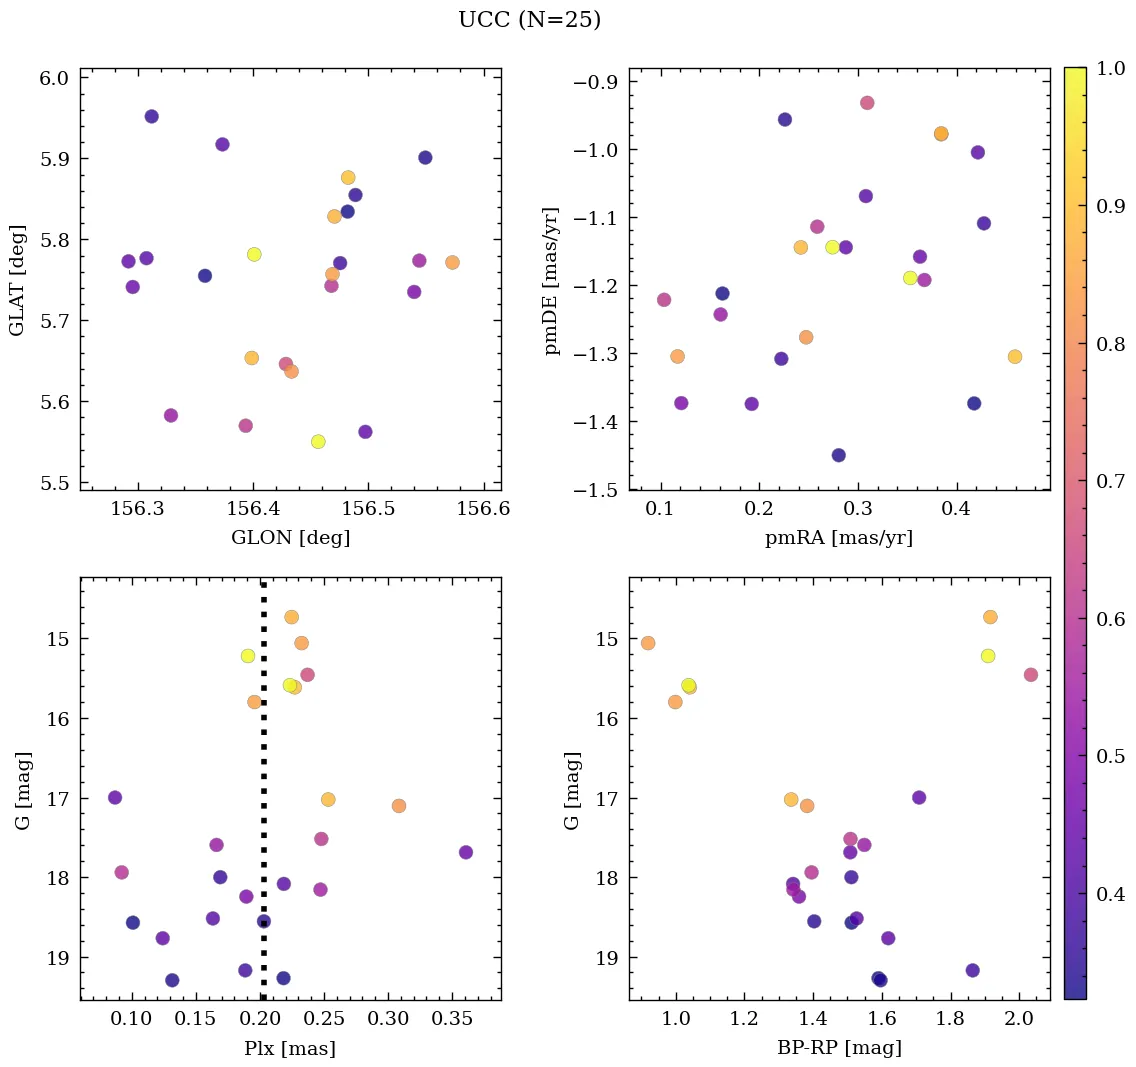 UCC (N=25)
6.0
5.9
5.8
5.7
5.6
5.5
GLAT [deg]
156.3 156.4 156.5 156.6
GLON [deg]
−0.9
−1.0
−1.1
−1.2
−1.3
−1.4
−1.5
pmDE [mas/yr]
0.1 0.2 0.3 0.4
pmRA [mas/yr]
15
16
17
18
19
G [mag]
0.10 0.15 0.20 0.25 0.30 0.35
Plx [mas]
15
16
17
18
19
G [mag]
1.0 1.2 1.4 1.6 1.8 2.0
BP-RP [mag]
1.0
0.9
0.8
0.7
0.6
0.5
0.4